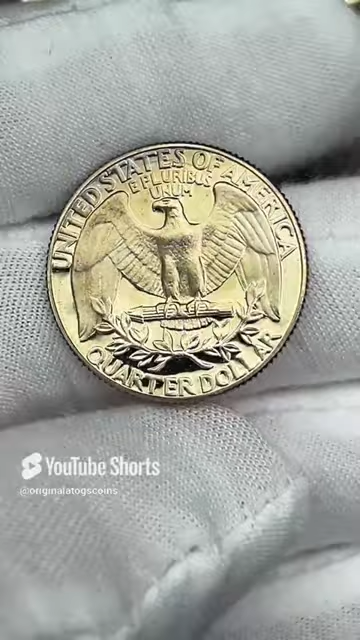 UNITED STATES OF AMERICA
E PLURIBUS
UNUM
QUARTER DOLLAR
YouTube Shorts
@originalatogscoins